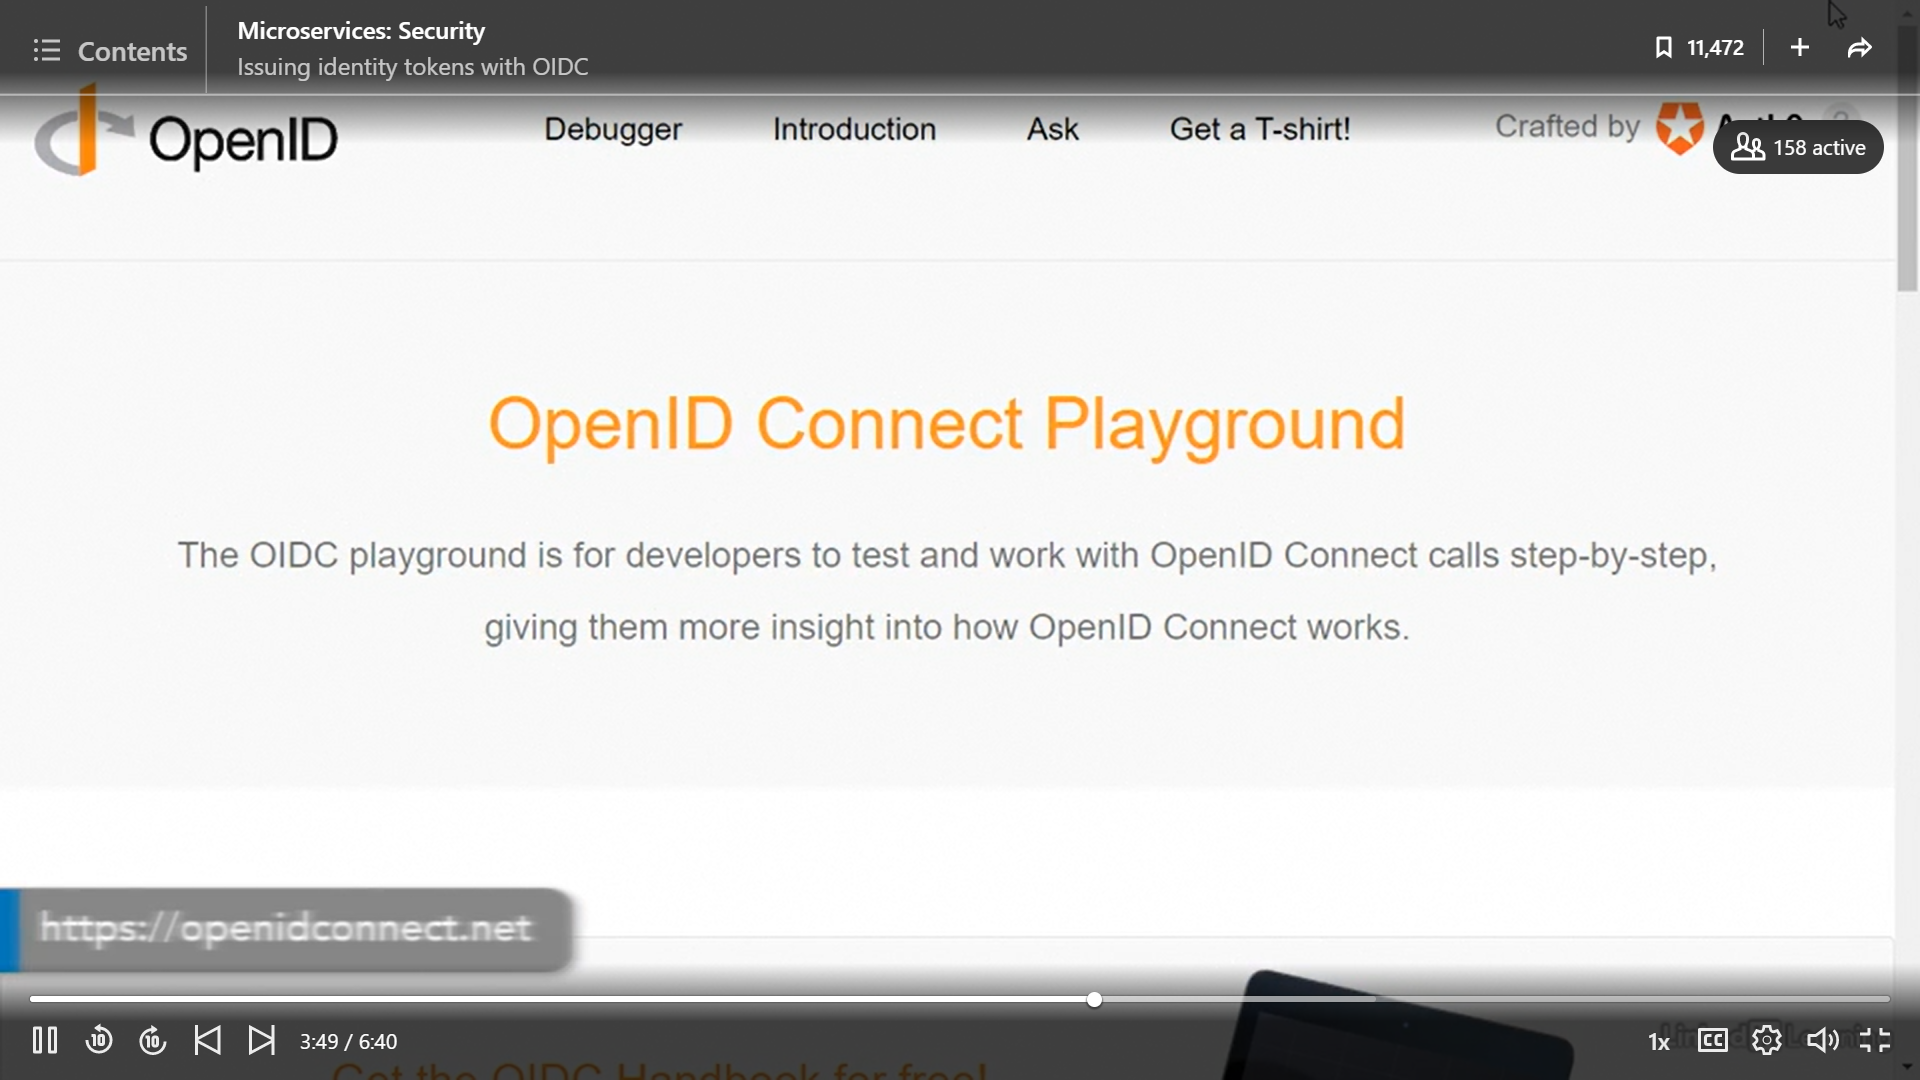 Contents
Microservices: Security
Issuing identity tokens with OIDC
11,472
OpenID
Debugger
Introduction
Ask
Get a T-shirt!
Crafted by
158 active
OpenID Connect Playground
The OIDC playground is for developers to test and work with OpenID Connect calls step-by-step,
giving them more insight into how OpenID Connect works.
https://openidconnect.net
10
10
3:49 / 6:40
1x
CC
Get the OIDC Handbook for free!